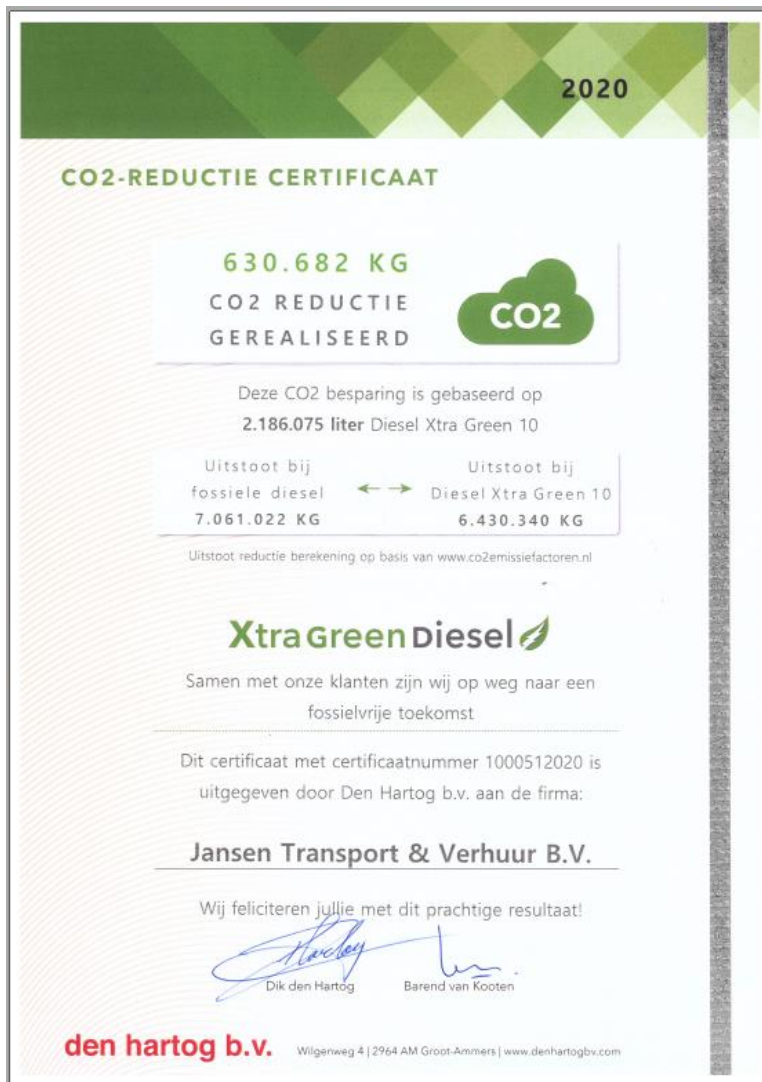 2020
CO2-REDUCTIE CERTIFICAAT
630.682 KG
CO2 REDUCTIE
GEREALISEERD
CO2
Deze CO2 besparing is gebaseerd op
2.186.075 liter Diesel Xtra Green 10
Uitstoot bij
fossiele diesel
7.061.022 KG
Uitstoot bij
Diesel Xtra Green 10
6.430.340 KG
Uitstoot reductie berekening op basis van www.co2emissiefactoren.nl
XtraGreen Diesel
Samen met onze klanten zijn wij op weg naar een
fossielvrije toekomst
Dit certificaat met certificaatnummer 1000512020 is
uitgegeven door Den Hartog b.v. aan de firma:
Jansen Transport & Verhuur B.V.
Wij feliciteren jullie met dit prachtige resultaat!
Dik den Hartog
Barend van Kooten
den hartog b.v.
Wilgenweg 4 | 2964 AM Groot-Ammers | www.denhartogbv.com